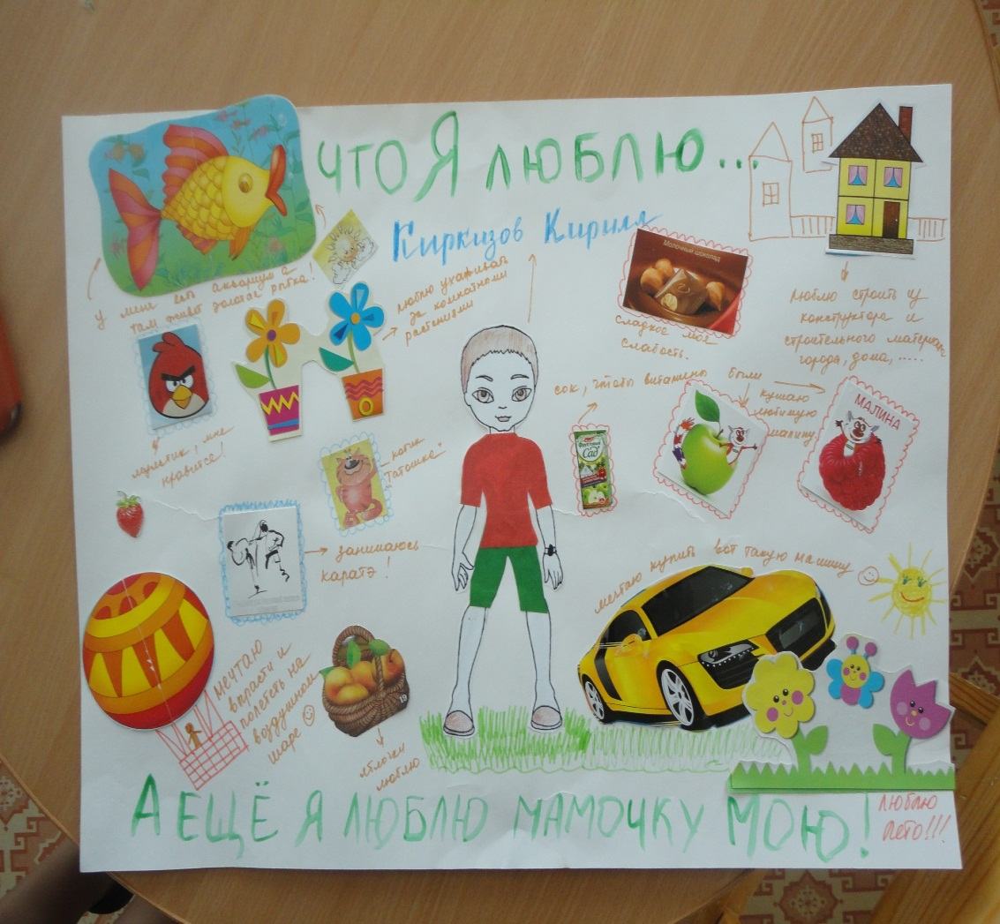 ЧТО Я ЛЮБЛЮ...
Киркизов Кирилл
у меня есть аквариум а
там живёт золотая рыбка!
люблю ухаживать
за комнатными
растениями
Молочный шоколад
сладкое моя
слабость.
люблю строить из
конструктора и
строительного материала
города, дома, .....
мультик, мне
нравится!
котик
Татошка
сок, чтобы витамины были
Фруктовый
Сад
кушаю
любимую
малину
МАЛИНА
занимаюсь
каратэ!
мечтаю купить вот такую машину
МЕЧТАЮ
вырасти и
полететь на
воздушном
шаре
19
яблоки
люблю
А ЕЩЁ Я ЛЮБЛЮ МАМОЧКУ МОЮ!
люблю
лето!!!